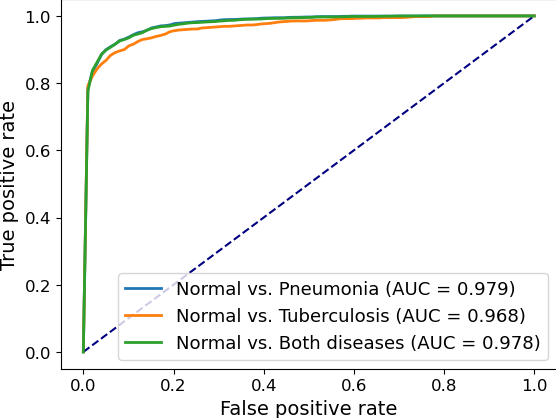 True positive rate
1.0
0.8
0.6
0.4
0.2
0.0
Normal vs. Pneumonia (AUC = 0.979)
Normal vs. Tuberculosis (AUC = 0.968)
Normal vs. Both diseases (AUC = 0.978)
0.0 0.2 0.4 0.6 0.8 1.0
False positive rate